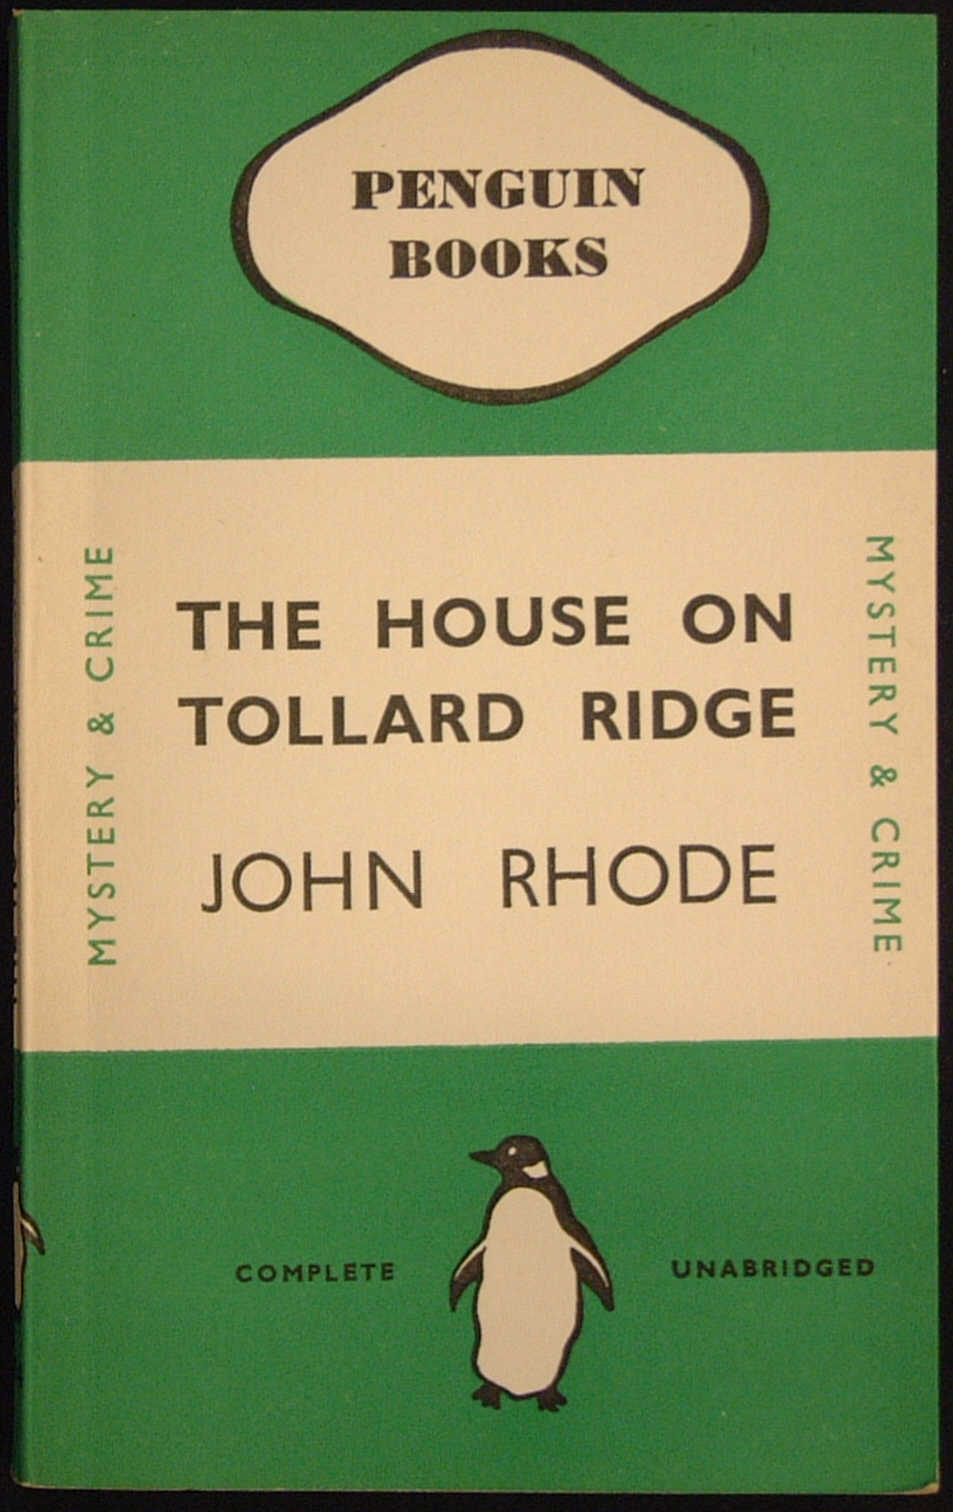 PENGUIN
BOOKS
MYSTERY & CRIME
THE HOUSE ON
TOLLARD RIDGE
JOHN RHODE
MYSTERY & CRIME
COMPLETE
UNABRIDGED